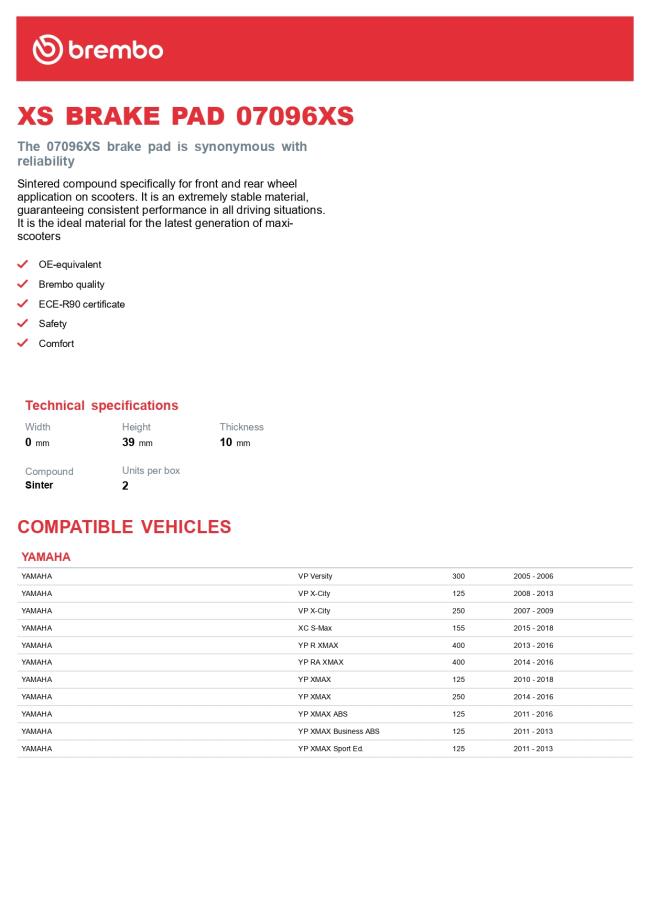 brembo
XS BRAKE PAD 07096XS
The 07096XS brake pad is synonymous with
reliability
Sintered compound specifically for front and rear wheel
application on scooters. It is an extremely stable material,
guaranteeing consistent performance in all driving situations.
It is the ideal material for the latest generation of maxi-
scooters
OE-equivalent
Brembo quality
ECE-R90 certificate
Safety
Comfort
Technical specifications
Width Height Thickness
0 mm 39 mm 10 mm
Compound Units per box
Sinter 2
COMPATIBLE VEHICLES
YAMAHA
YAMAHA VP Versity 300 2005 - 2006
YAMAHA VP X-City 125 2008 - 2013
YAMAHA VP X-City 250 2007 - 2009
YAMAHA XC S-Max 155 2015 - 2018
YAMAHA YP R XMAX 400 2013 - 2016
YAMAHA YP RA XMAX 400 2014 - 2016
YAMAHA YP XMAX 125 2010 - 2018
YAMAHA YP XMAX 250 2014 - 2016
YAMAHA YP XMAX ABS 125 2011 - 2016
YAMAHA YP XMAX Business ABS 125 2011 - 2013
YAMAHA YP XMAX Sport Ed. 125 2011 - 2013